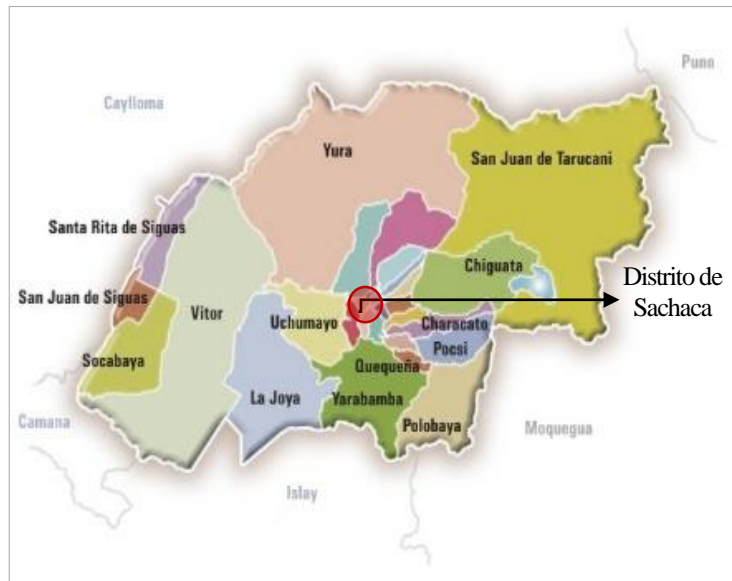 Puno
Caylloma
Yura
San Juan de Tarucani
Santa Rita de Siguas
Chiguata
Distrito de
Sachaca
San Juan de Siguas
Vitor
Uchumayo
Characato
Socabaya
Pocsi
Quequeña
La Joya
Yarabamba
Polobaya
Camana
Moquegua
Islay